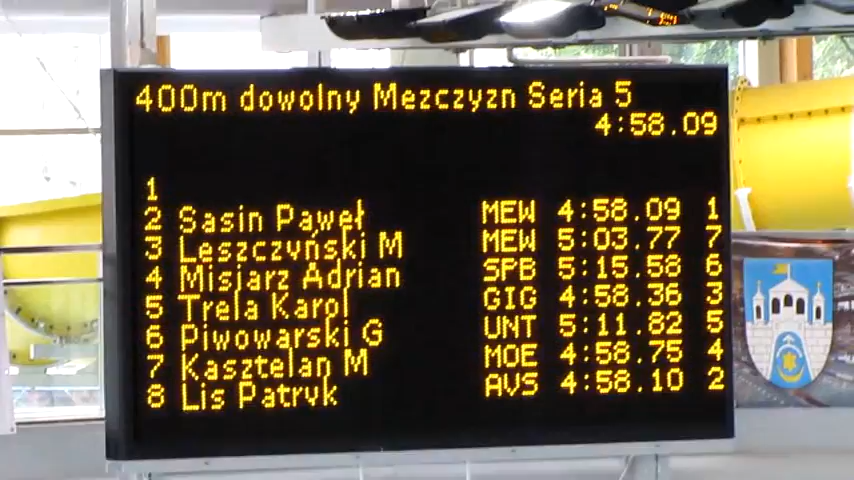 400m dowolny Mezczyzn Seria 5
4:58.09
1
2 Sasin Paweł MEW 4:58.09 1
3 Leszczyński M MEW 5:03.77 7
4 Misjarz Adrian SPB 5:15.58 6
5 Trela Karol GIG 4:58.36 3
6 Piwowarski G UNT 5:11.82 5
7 Kasztelan M MOE 4:58.75 4
8 Lis Patryk AVS 4:58.10 2